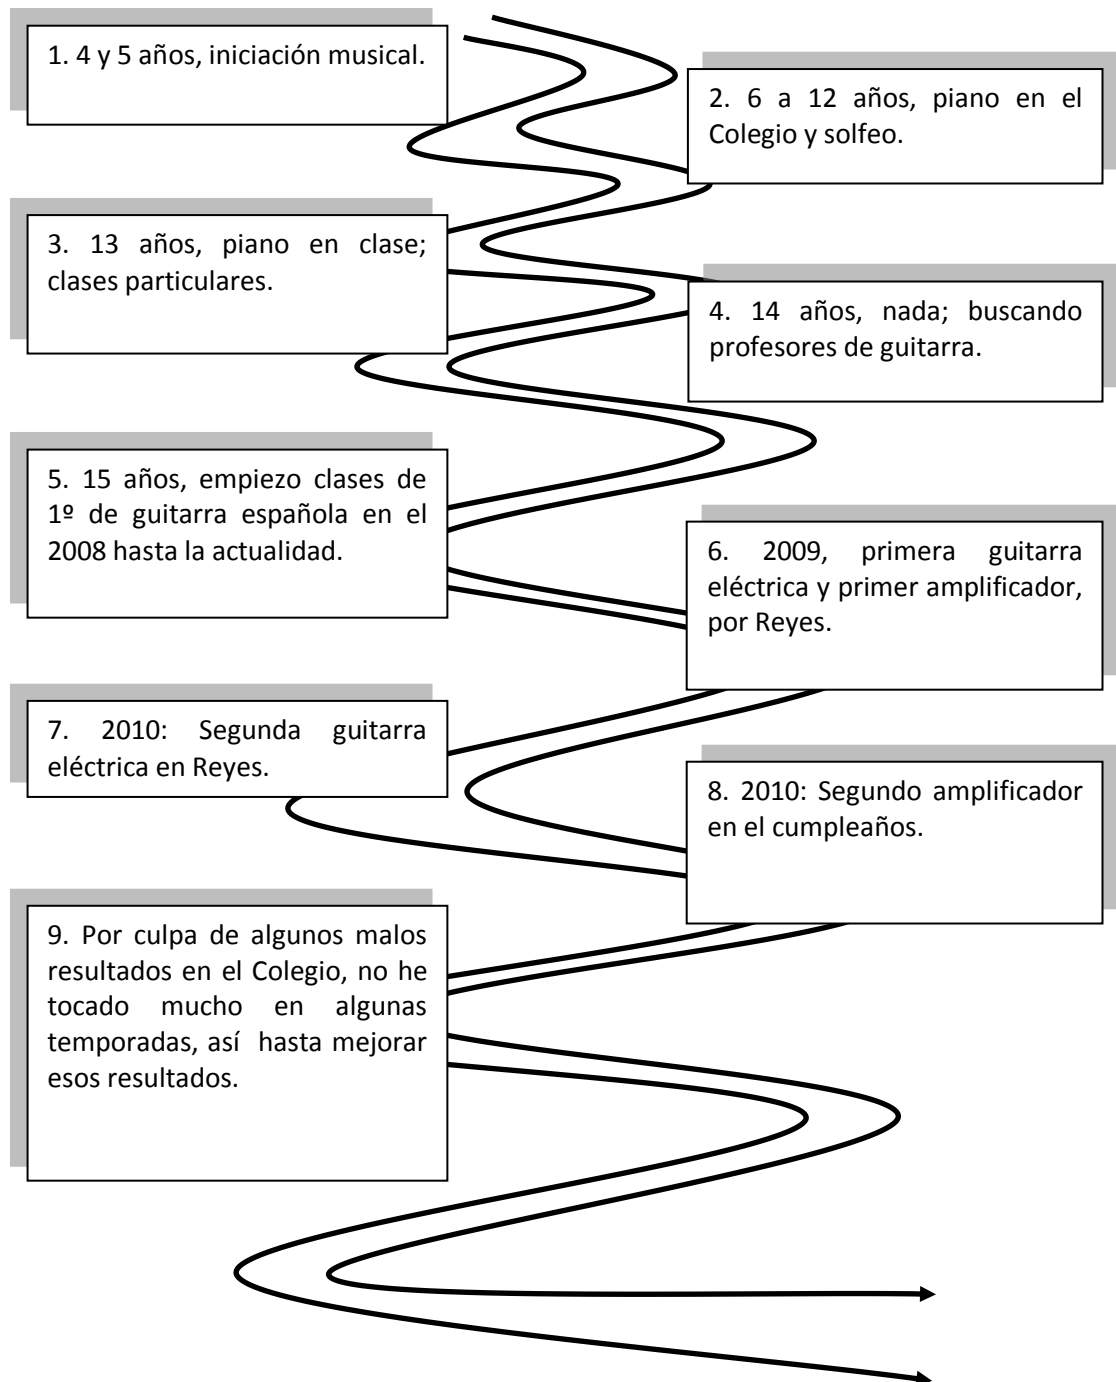 1. 4 y 5 años, iniciación musical.
2. 6 a 12 años, piano en el
Colegio y solfeo.
3. 13 años, piano en clase;
clases particulares.
4. 14 años, nada; buscando
profesores de guitarra.
5. 15 años, empiezo clases de
1º de guitarra española en el
2008 hasta la actualidad.
6. 2009, primera guitarra
eléctrica y primer amplificador,
por Reyes.
7. 2010: Segunda guitarra
eléctrica en Reyes.
8. 2010: Segundo amplificador
en el cumpleaños.
9. Por culpa de algunos malos
resultados en el Colegio, no he
tocado mucho en algunas
temporadas, así hasta mejorar
esos resultados.